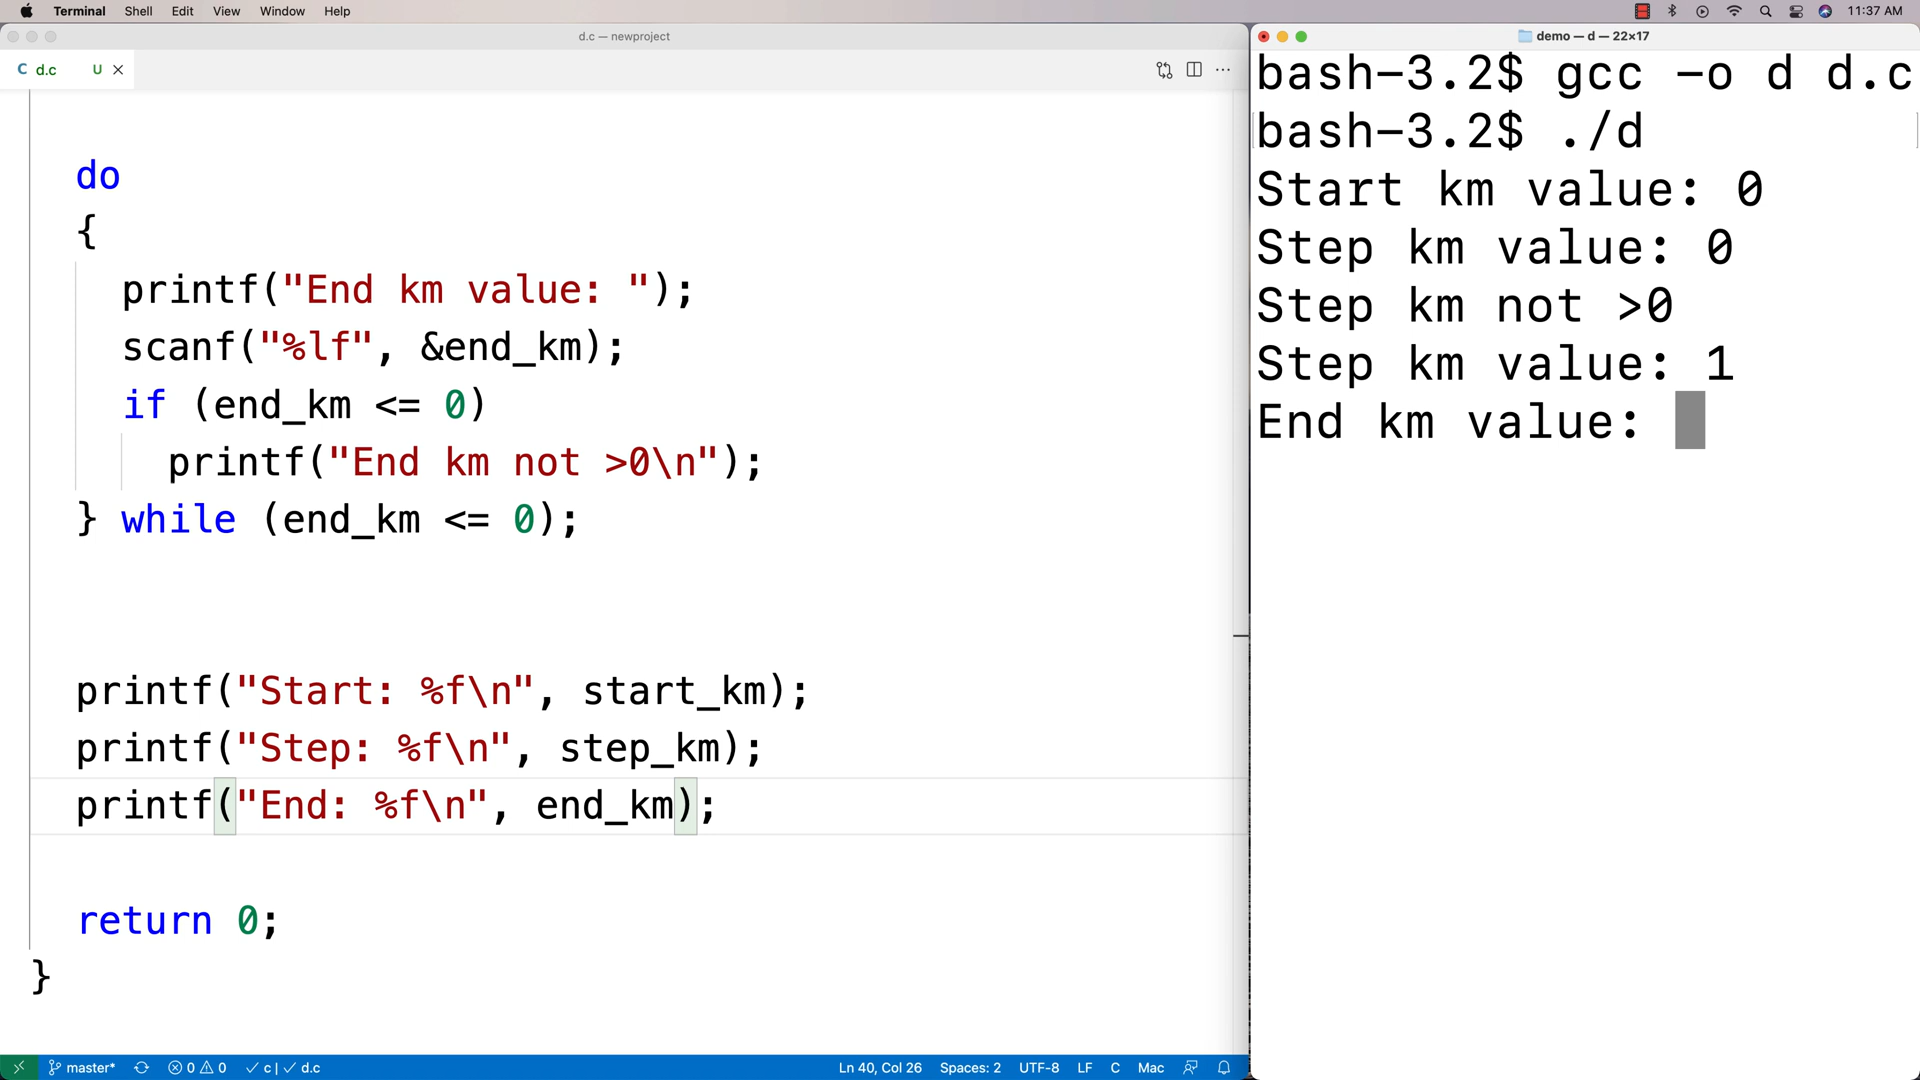 Terminal Shell Edit View Window Help 11:37 AM
d.c — newproject
C d.c U
do
{
printf("End km value: ");
scanf("%lf", &end_km);
if (end_km <= 0)
printf("End km not >0\n");
} while (end_km <= 0);
printf("Start: %f\n", start_km);
printf("Step: %f\n", step_km);
printf("End: %f\n", end_km);
return 0;
}
master* 0 0 c | d.c Ln 40, Col 26 Spaces: 2 UTF-8 LF C Mac
demo — d — 22×17
bash-3.2$ gcc -o d d.c
bash-3.2$ ./d
Start km value: 0
Step km value: 0
Step km not >0
Step km value: 1
End km value: